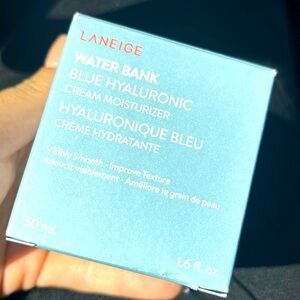 LANEIGE
WATER BANK
BLUE HYALURONIC
CREAM MOISTURIZER
HYALURONIQUE BLEU
CRÈME HYDRATANTE
Visibly Smooth · Improve Texture
Adoucit visiblement · Améliore le grain de peau
50 mL
1.6 fl. oz.